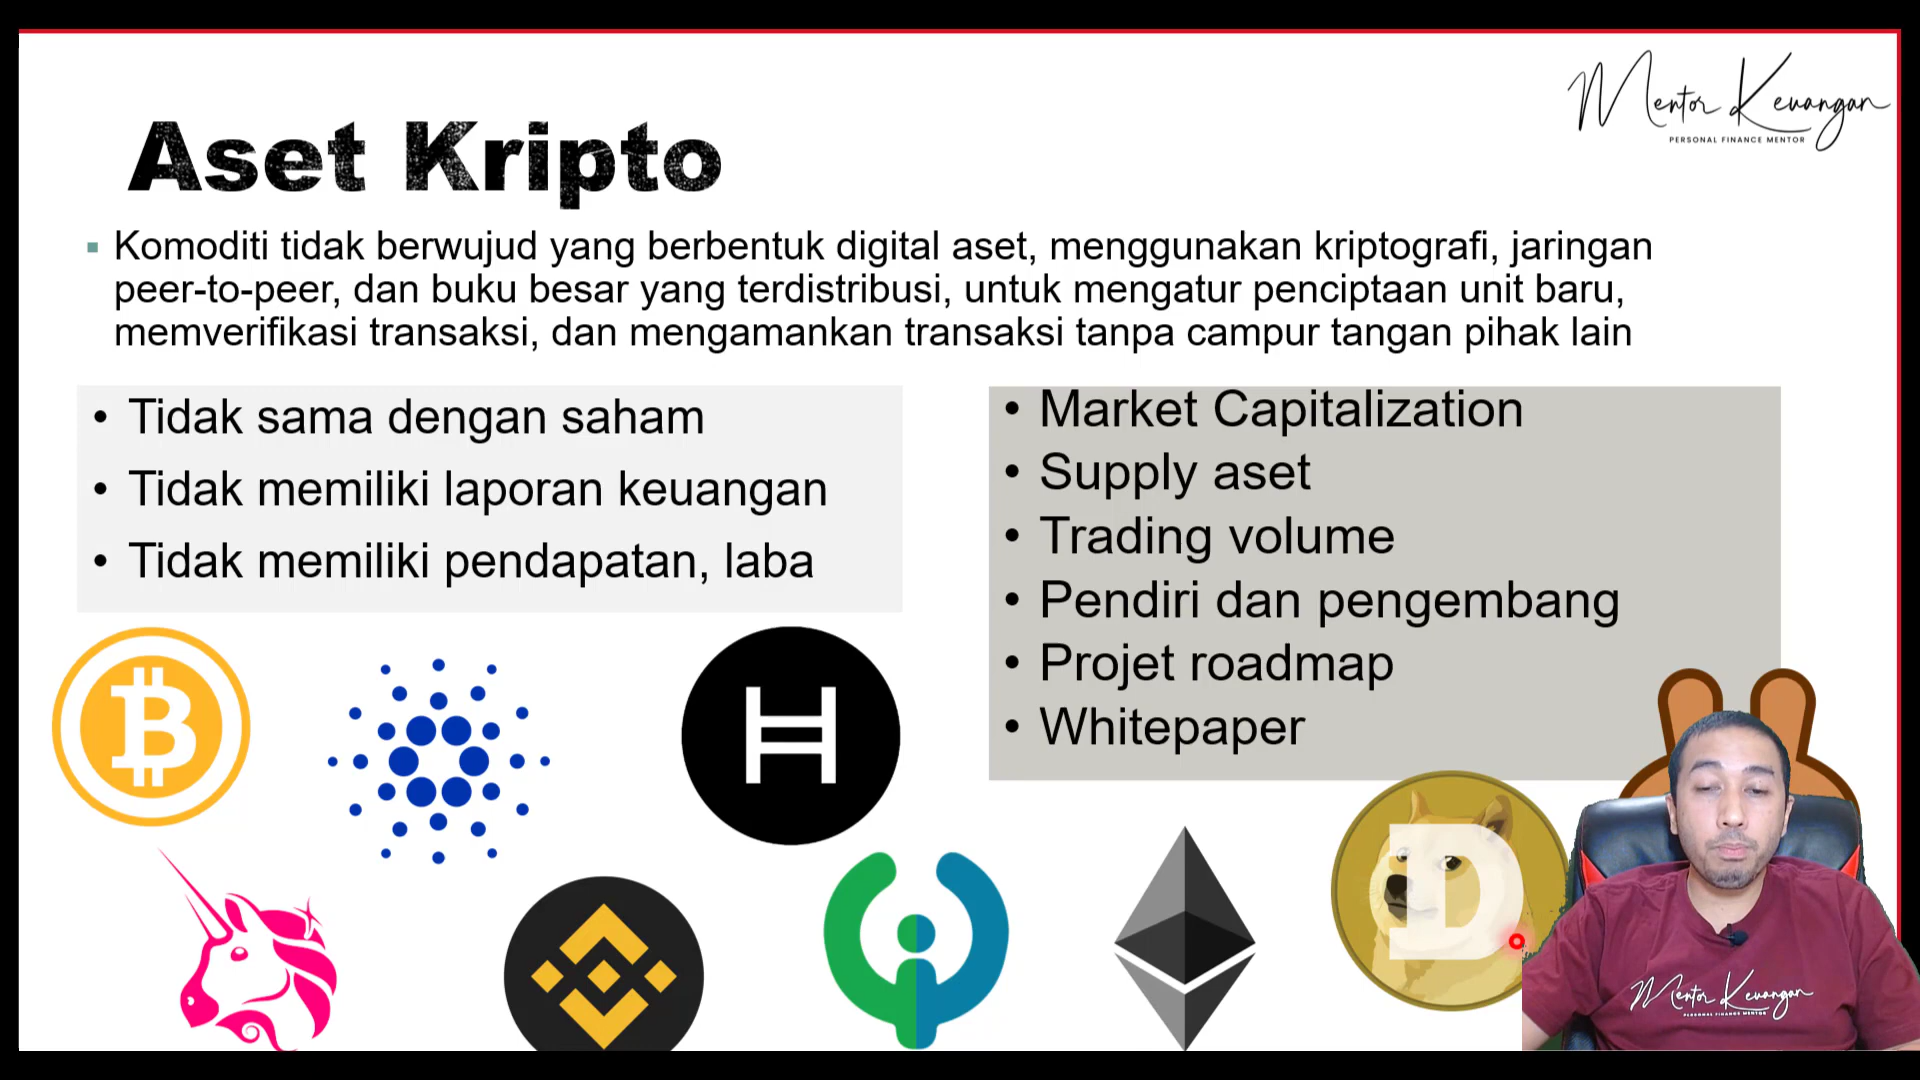 Mentor Keuangan
PERSONAL FINANCE MENTOR
Aset Kripto
Komoditi tidak berwujud yang berbentuk digital aset, menggunakan kriptografi, jaringan
peer-to-peer, dan buku besar yang terdistribusi, untuk mengatur penciptaan unit baru,
memverifikasi transaksi, dan mengamankan transaksi tanpa campur tangan pihak lain
• Tidak sama dengan saham
• Tidak memiliki laporan keuangan
• Tidak memiliki pendapatan, laba
• Market Capitalization
• Supply aset
• Trading volume
• Pendiri dan pengembang
• Projet roadmap
• Whitepaper
Mentor Keuangan
PERSONAL FINANCE MENTOR